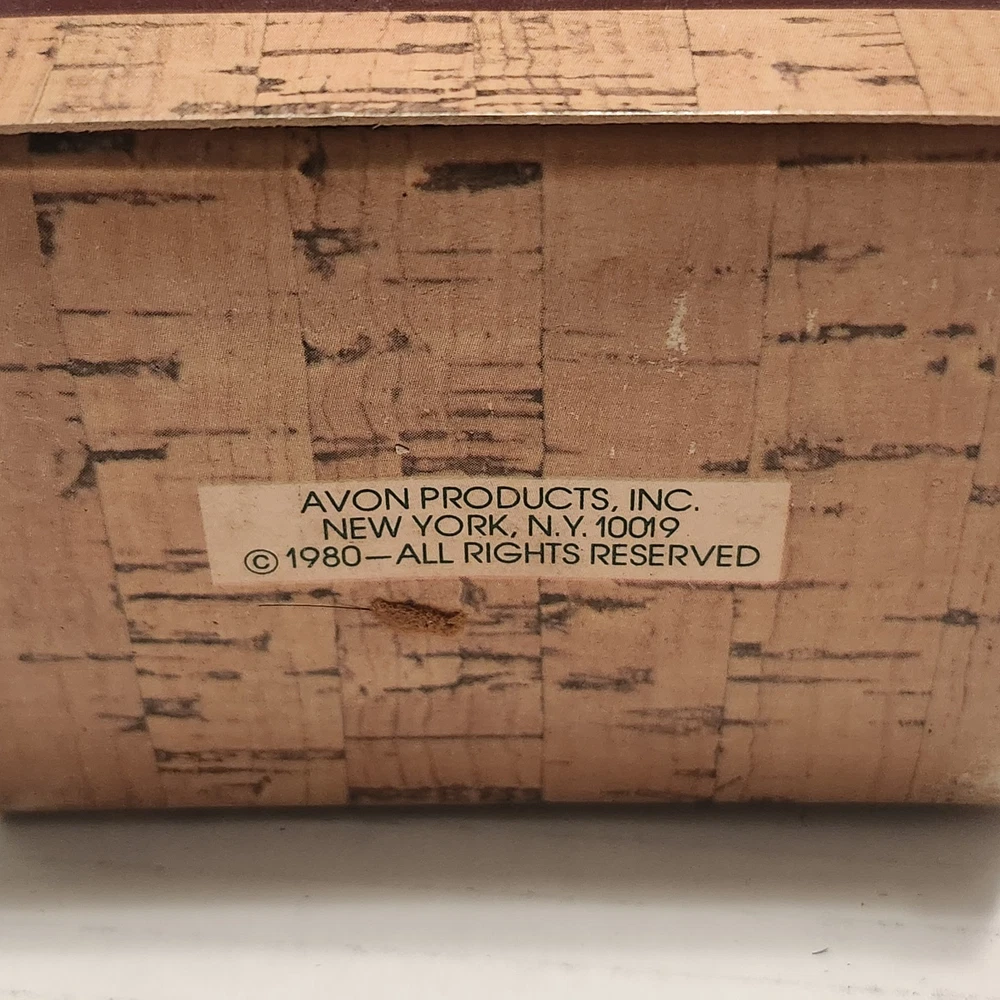 AVON PRODUCTS, INC.
NEW YORK, N.Y. 10019
© 1980—ALL RIGHTS RESERVED